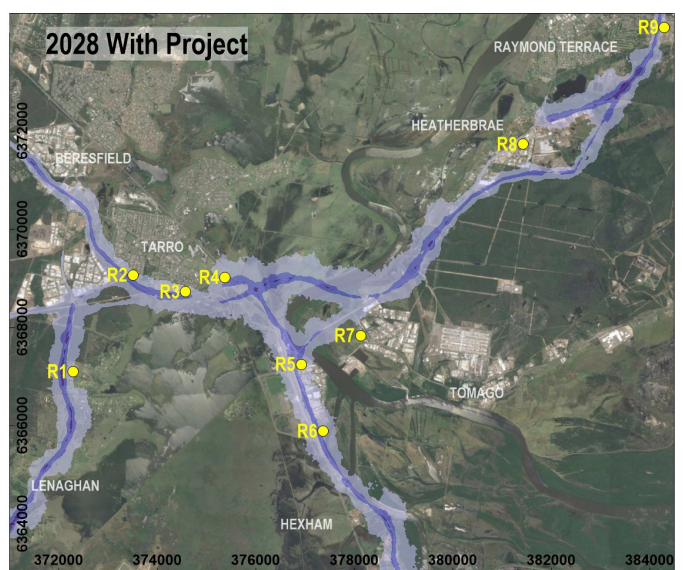 2028 With Project
R9
RAYMOND TERRACE
6372000
HEATHERBRAE
R8
BERESFIELD
6370000
TARRO
R2
R4
R3
6368000
R7
R5
R1
TOMAGO
6366000
R6
LENAGHAN
HEXHAM
6364000
372000 374000 376000 378000 380000 382000 384000